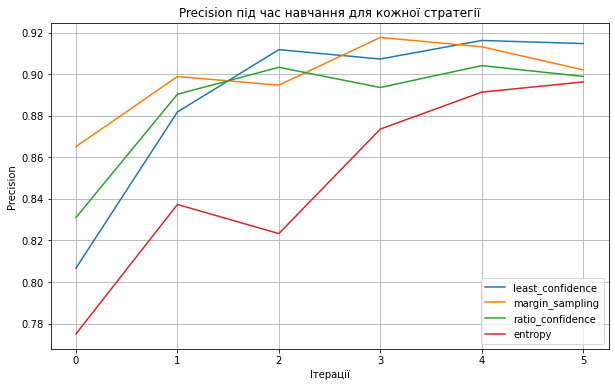 Precision під час навчання для кожної стратегії
Precision
0.92
0.90
0.88
0.86
0.84
0.82
0.80
0.78
0
1
2
3
4
5
Ітерації
least_confidence
margin_sampling
ratio_confidence
entropy